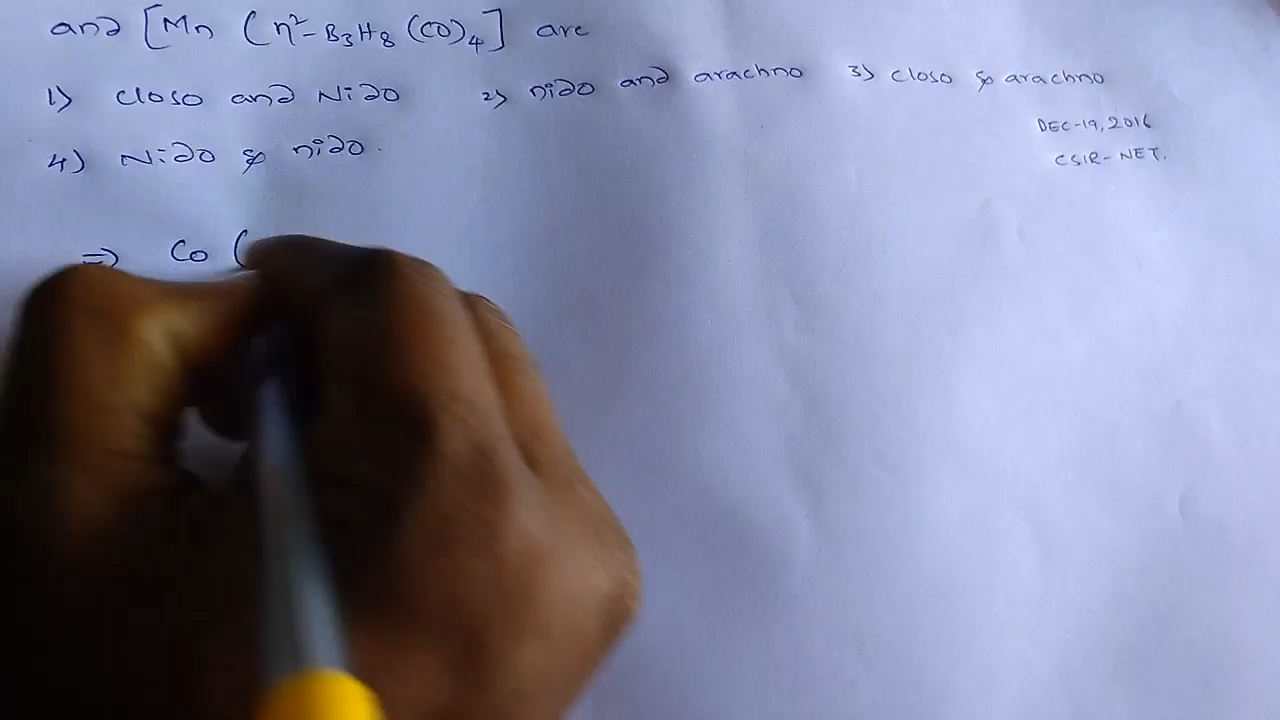 and [Mn (η²-B₃H₈ (CO)₄] are
1) closo and Nido 2) nido and arachno 3) closo & arachno
DEC-19, 2016
4) Nido & nido.
CSIR-NET.
⇒ Co (